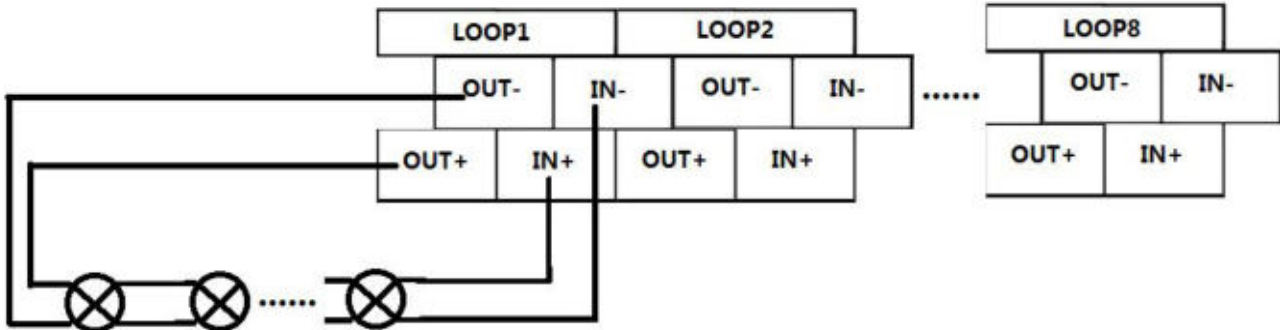 LOOP1 LOOP2 LOOP8
OUT- IN- OUT- IN- ...... OUT- IN-
OUT+ IN+ OUT+ IN+ OUT+ IN+
......